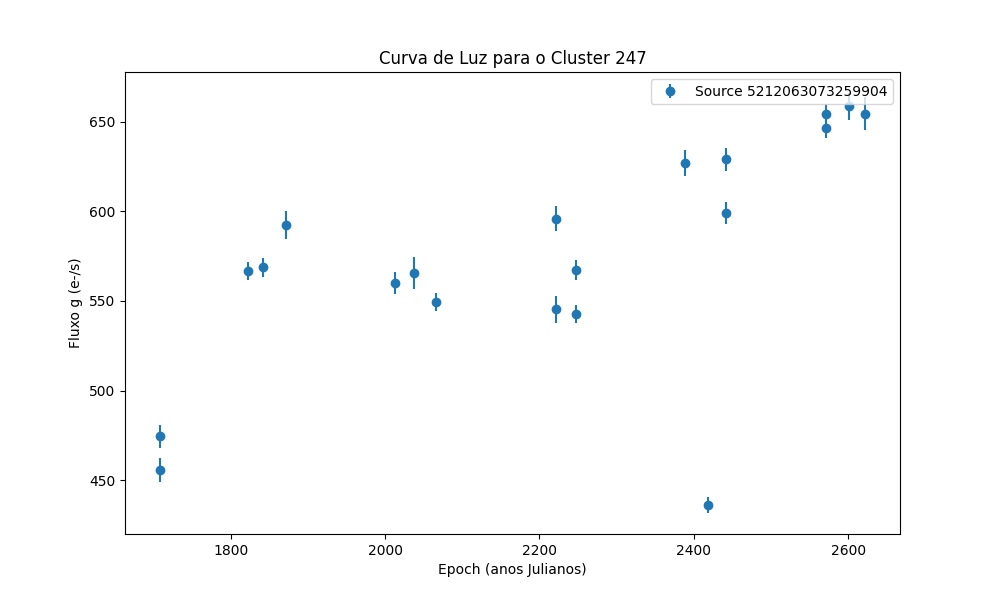 Curva de Luz para o Cluster 247
Source 5212063073259904
Fluxo g (e-/s)
650
600
550
500
450
1800
2000
2200
2400
2600
Epoch (anos Julianos)